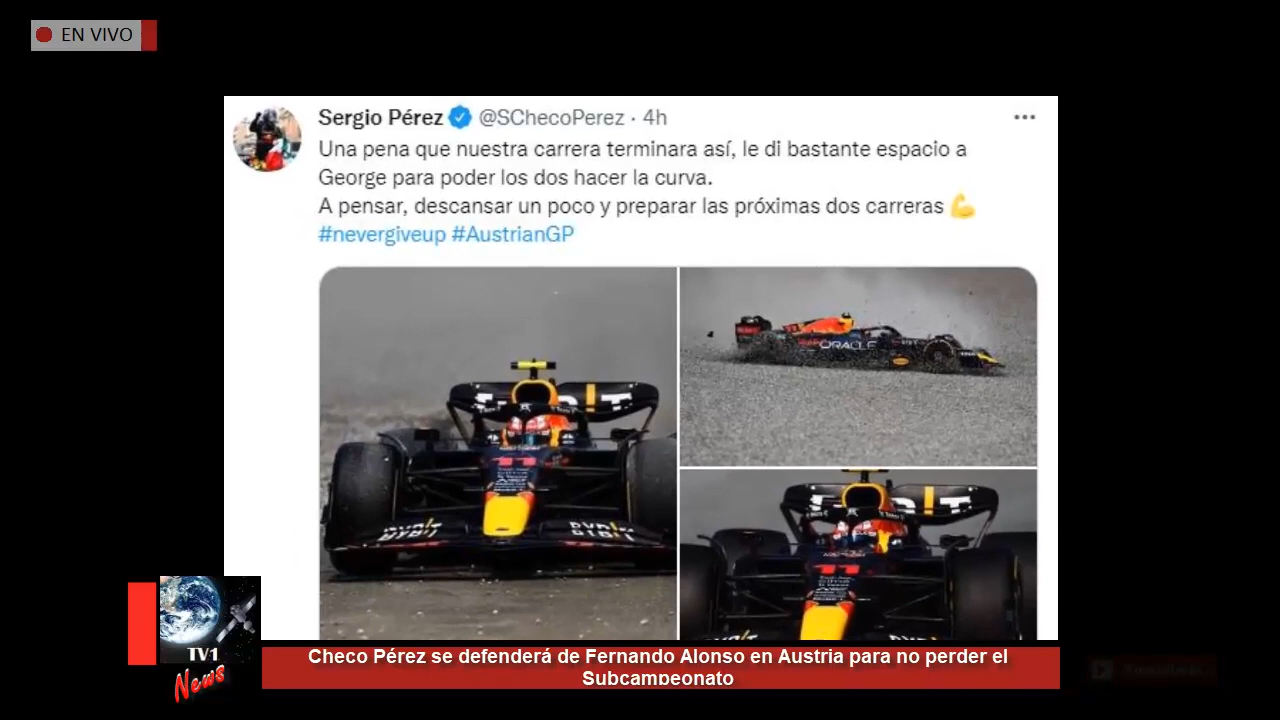 EN VIVO
Sergio Pérez @SChecoPerez · 4h
Una pena que nuestra carrera terminara así, le di bastante espacio a
George para poder los dos hacer la curva.
A pensar, descansar un poco y preparar las próximas dos carreras 💪
#nevergiveup #AustrianGP
ORACLE
11
11
TV1
News
Checo Pérez se defenderá de Fernando Alonso en Austria para no perder el
Subcampeonato